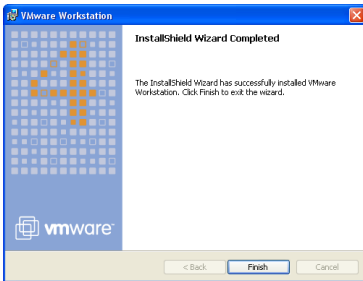 VMware Workstation
InstallShield Wizard Completed
The InstallShield Wizard has successfully installed VMware
Workstation. Click Finish to exit the wizard.
vmware
< Back
Finish
Cancel